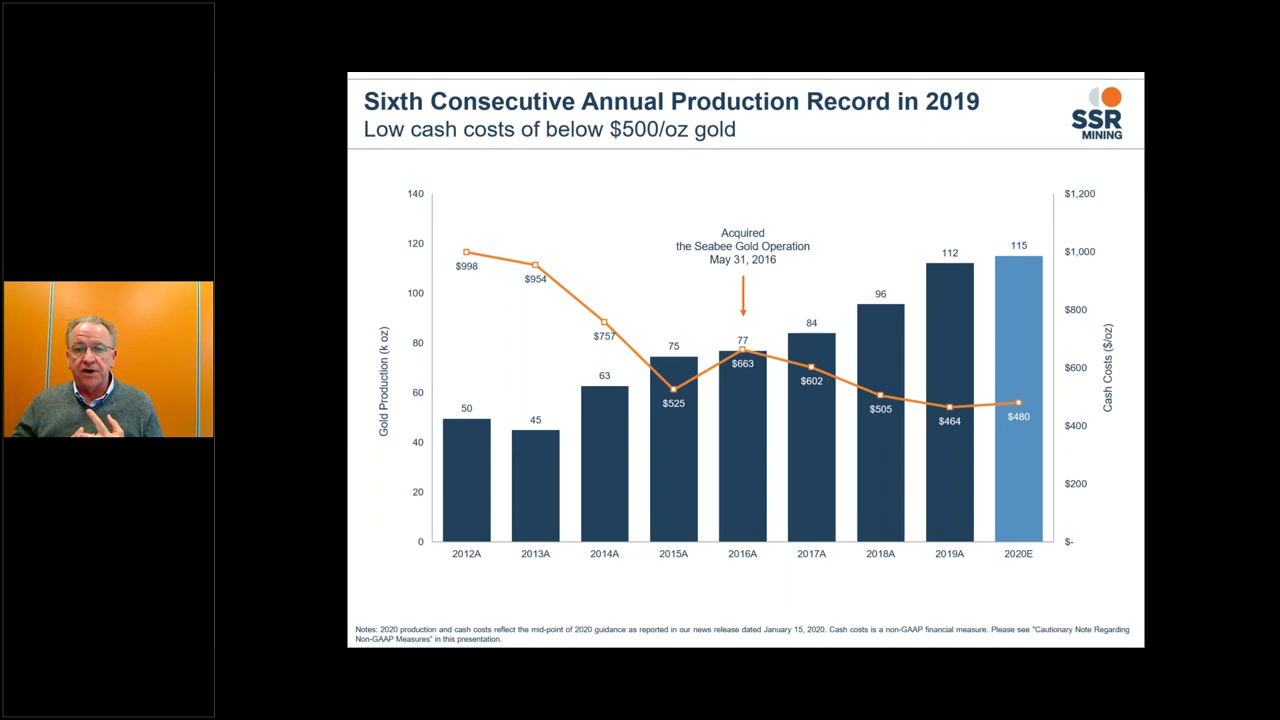 Sixth Consecutive Annual Production Record in 2019
Low cash costs of below $500/oz gold
SSR
MINING
Acquired
the Seabee Gold Operation
May 31, 2016
Gold Production (k oz)
140
120
100
80
60
40
20
0
$1,200
$1,000
$800
$600
$400
$200
$-
Cash Costs ($/oz)
50
45
63
75
77
84
96
112
115
$998
$954
$757
$525
$663
$602
$505
$464
$480
2012A
2013A
2014A
2015A
2016A
2017A
2018A
2019A
2020E
Notes: 2020 production and cash costs reflect the mid-point of 2020 guidance as reported in our news release dated January 15, 2020. Cash costs is a non-GAAP financial measure. Please see "Cautionary Note Regarding
Non-GAAP Measures" in this presentation.